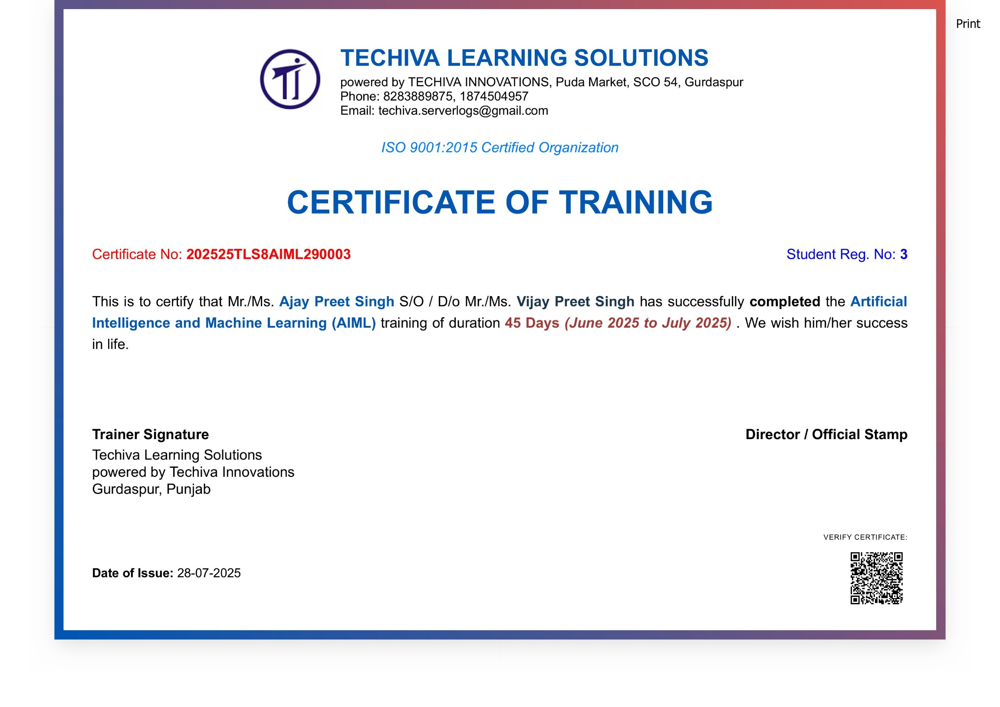 Print
TECHIVA LEARNING SOLUTIONS
powered by TECHIVA INNOVATIONS, Puda Market, SCO 54, Gurdaspur
Phone: 8283889875, 1874504957
Email: techiva.serverlogs@gmail.com
ISO 9001:2015 Certified Organization
CERTIFICATE OF TRAINING
Certificate No: 202525TLS8AIML290003
Student Reg. No: 3
This is to certify that Mr./Ms. Ajay Preet Singh S/O / D/o Mr./Ms. Vijay Preet Singh has successfully completed the Artificial
Intelligence and Machine Learning (AIML) training of duration 45 Days (June 2025 to July 2025) . We wish him/her success
in life.
Trainer Signature
Techiva Learning Solutions
powered by Techiva Innovations
Gurdaspur, Punjab
Director / Official Stamp
VERIFY CERTIFICATE:
Date of Issue: 28-07-2025